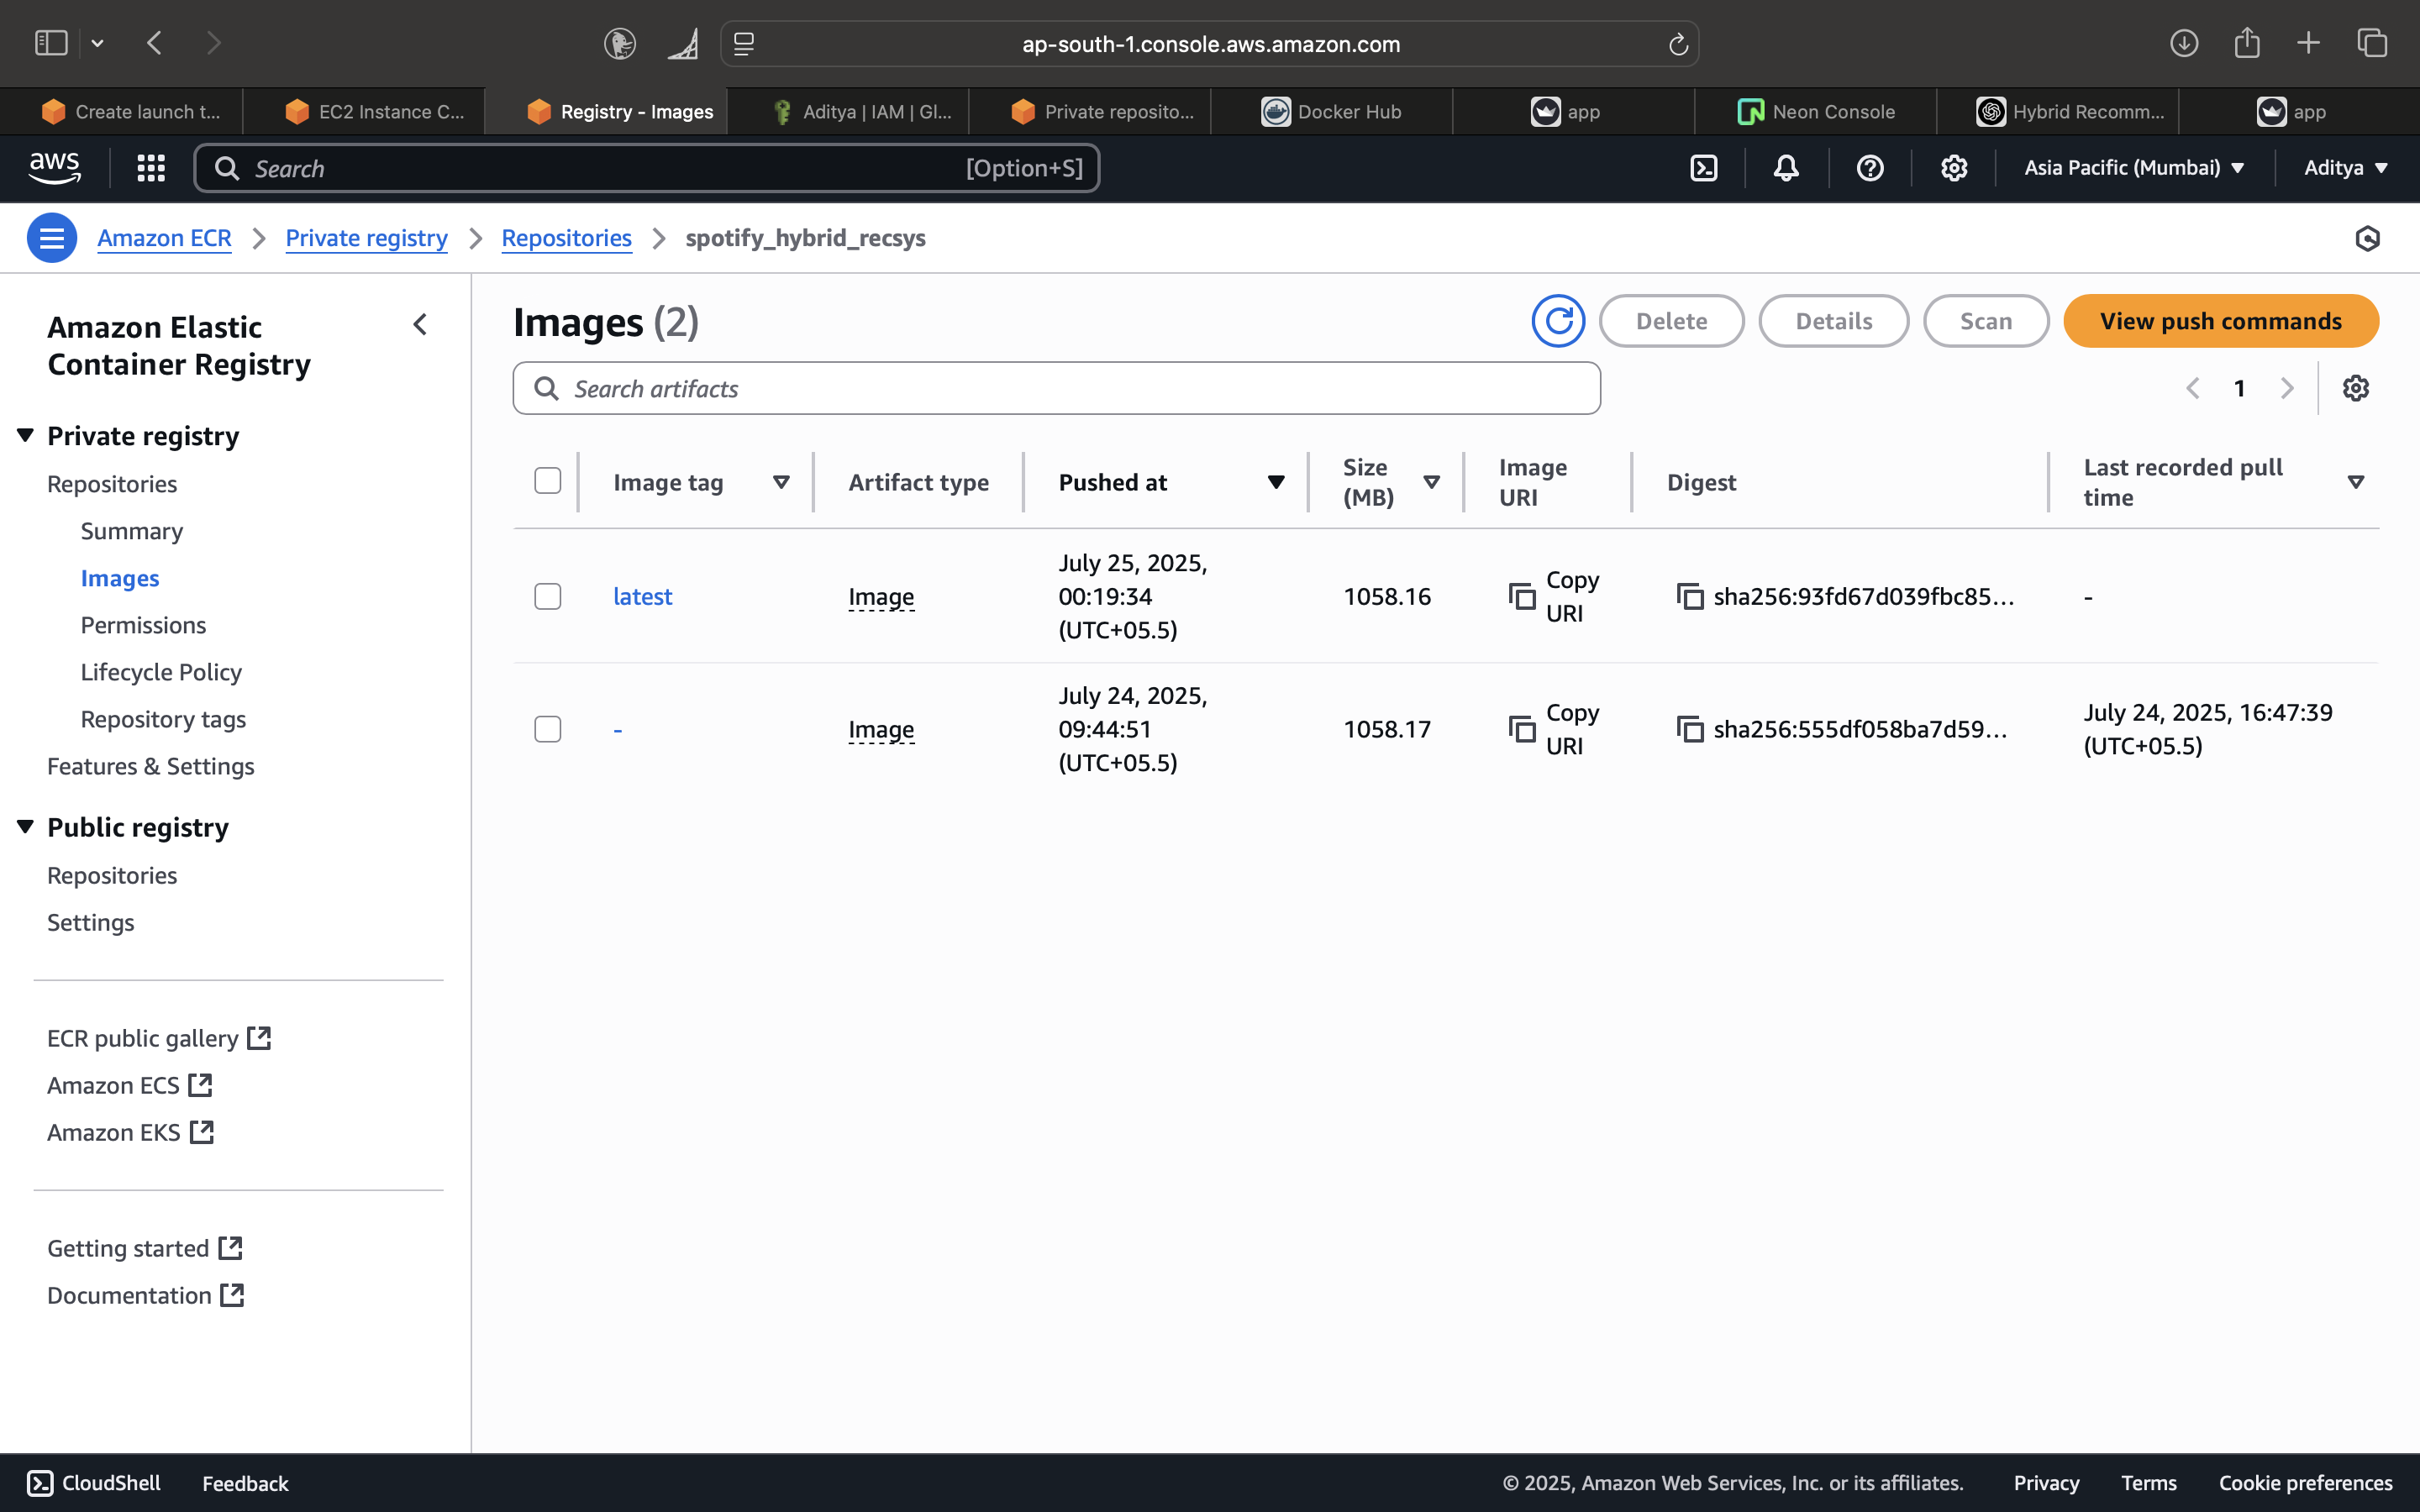 ap-south-1.console.aws.amazon.com
Create launch t...
EC2 Instance C...
Registry - Images
Aditya | IAM | Gl...
Private reposito...
Docker Hub
app
Neon Console
Hybrid Recomm...
app
aws
Search
[Option+S]
Asia Pacific (Mumbai)
Aditya
Amazon ECR
Private registry
Repositories
spotify_hybrid_recsys
Amazon Elastic
Container Registry
Private registry
Repositories
Summary
Images
Permissions
Lifecycle Policy
Repository tags
Features & Settings
Public registry
Repositories
Settings
ECR public gallery
Amazon ECS
Amazon EKS
Getting started
Documentation
Images (2)
Delete
Details
Scan
View push commands
Search artifacts
1
Image tag
Artifact type
Pushed at
Size
(MB)
Image
URI
Digest
Last recorded pull
time
latest
Image
July 25, 2025,
00:19:34
(UTC+05.5)
1058.16
Copy
URI
sha256:93fd67d039fbc85...
-
-
Image
July 24, 2025,
09:44:51
(UTC+05.5)
1058.17
Copy
URI
sha256:555df058ba7d59...
July 24, 2025, 16:47:39
(UTC+05.5)
CloudShell
Feedback
© 2025, Amazon Web Services, Inc. or its affiliates.
Privacy
Terms
Cookie preferences